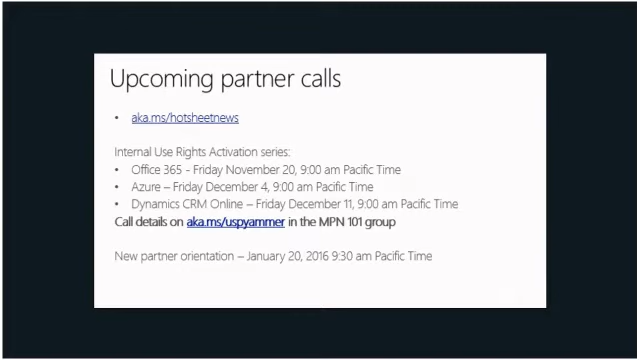 Upcoming partner calls
• aka.ms/hotsheetnews
Internal Use Rights Activation series:
• Office 365 - Friday November 20, 9:00 am Pacific Time
• Azure – Friday December 4, 9:00 am Pacific Time
• Dynamics CRM Online – Friday December 11, 9:00 am Pacific Time
Call details on aka.ms/uspyammer in the MPN 101 group
New partner orientation – January 20, 2016 9:30 am Pacific Time